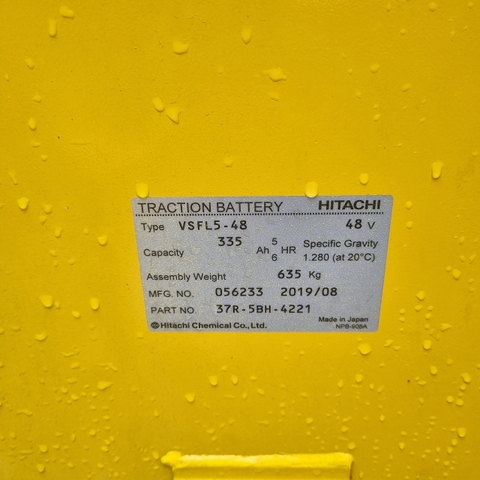 TRACTION BATTERY HITACHI
Type VSFL5-48 48 V
Capacity 335 Ah 5 6 HR Specific Gravity
1.280 (at 20°C)
Assembly Weight 635 Kg
MFG. NO. 056233 2019/08
PART NO. 37R-5BH-4221
Hitachi Chemical Co., Ltd. Made in Japan
NPB-608A